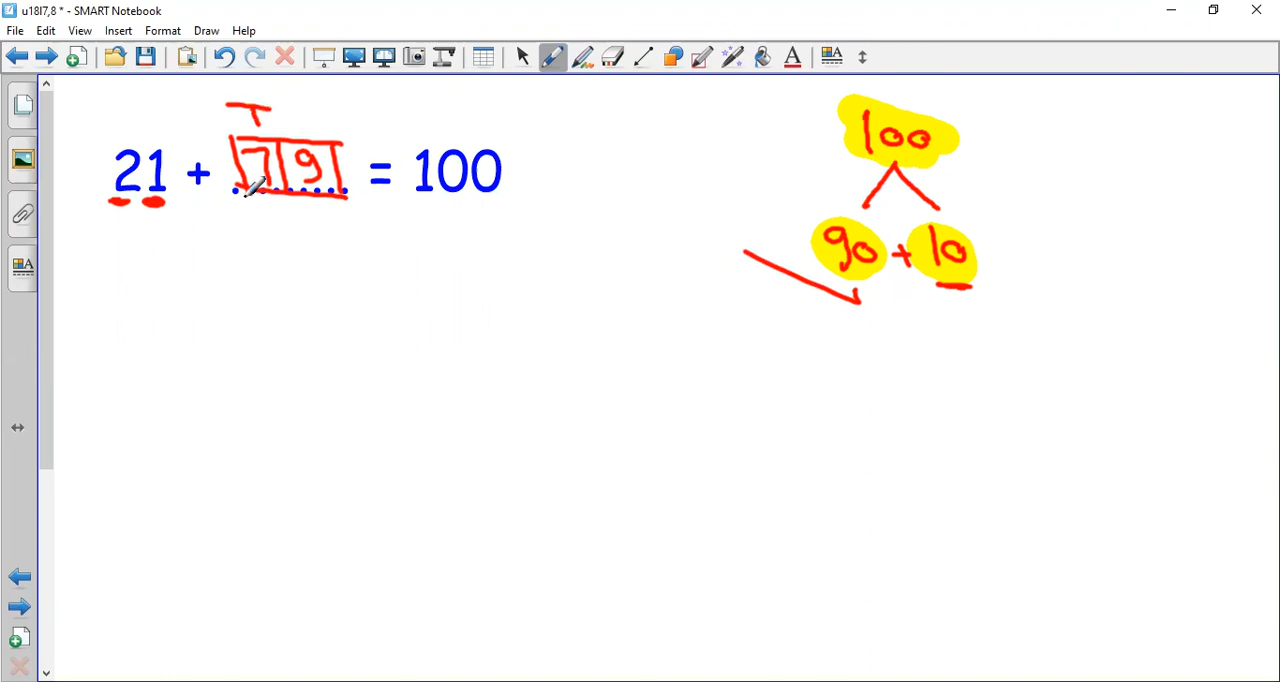 u18l7,8 * - SMART Notebook
File Edit View Insert Format Draw Help
T
21 + 79 = 100
100
90 + 10